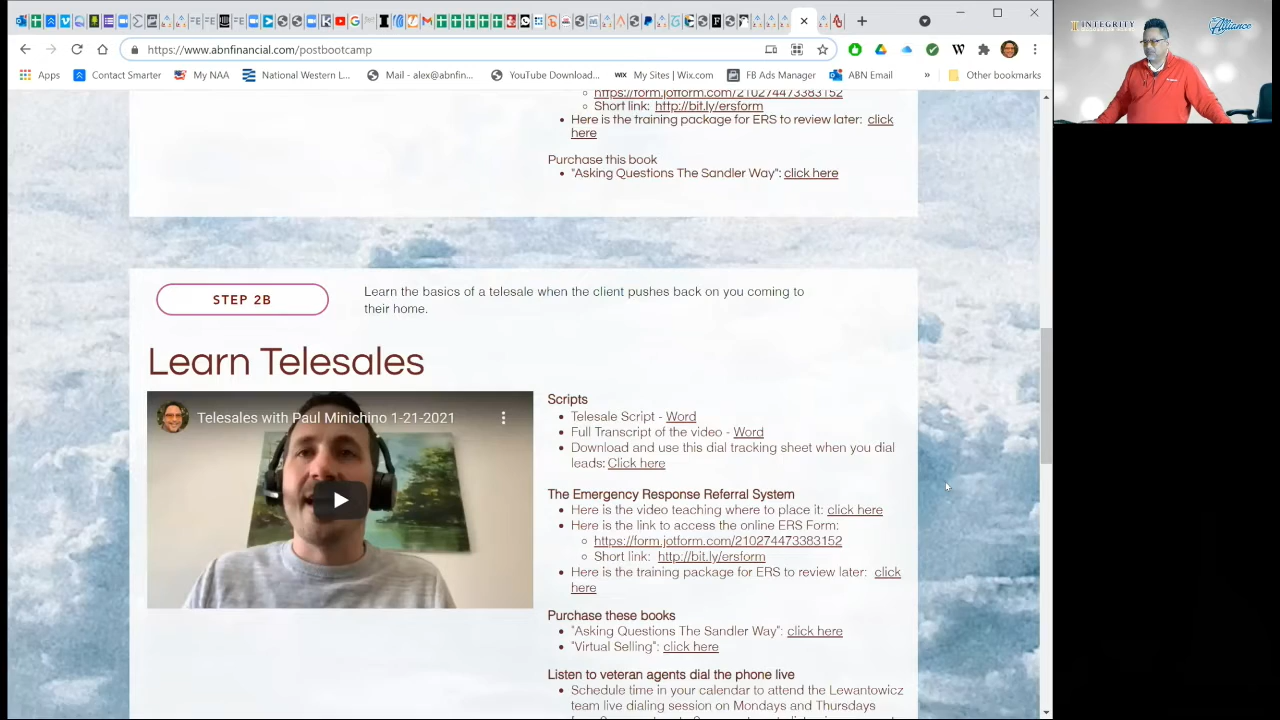 https://www.abnfinancial.com/postbootcamp
Apps
Contact Smarter
My NAA
National Western L...
Mail - alex@abnfin...
YouTube Download...
WIX
My Sites | Wix.com
FB Ads Manager
ABN Email
»
Other bookmarks
INTEGRITY
Alliance
https://form.jotform.com/210274473383152
Short link: http://bit.ly/ersform
Here is the training package for ERS to review later: click
here
Purchase this book
"Asking Questions The Sandler Way": click here
STEP 2B
Learn the basics of a telesale when the client pushes back on you coming to
their home.
Learn Telesales
Telesales with Paul Minichino 1-21-2021
Scripts
Telesale Script - Word
Full Transcript of the video - Word
Download and use this dial tracking sheet when you dial
leads: Click here
The Emergency Response Referral System
Here is the video teaching where to place it: click here
Here is the link to access the online ERS Form:
https://form.jotform.com/210274473383152
Short link: http://bit.ly/ersform
Here is the training package for ERS to review later: click
here
Purchase these books
"Asking Questions The Sandler Way": click here
"Virtual Selling": click here
Listen to veteran agents dial the phone live
Schedule time in your calendar to attend the Lewantowicz
team live dialing session on Mondays and Thursdays